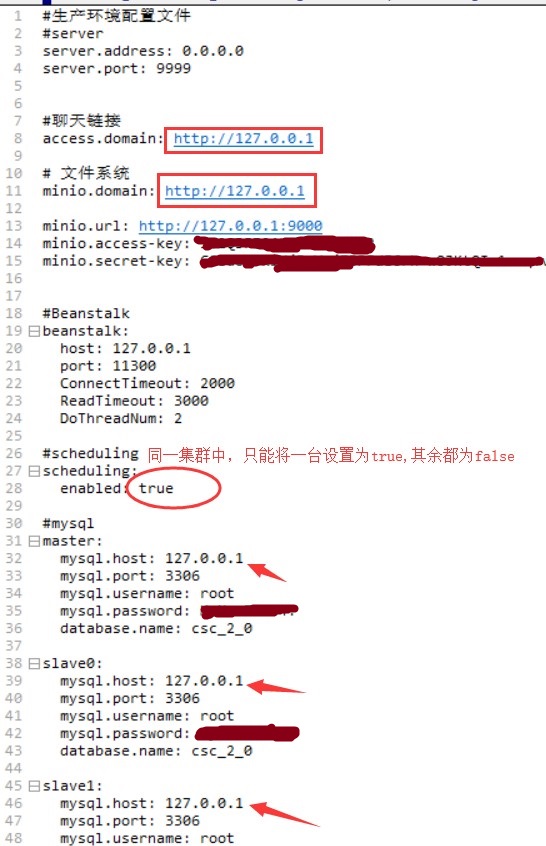 1 #生产环境配置文件
2 #server
3 server.address: 0.0.0.0
4 server.port: 9999
5
6
7 #聊天链接
8 access.domain: http://127.0.0.1
9
10 # 文件系统
11 minio.domain: http://127.0.0.1
12
13 minio.url: http://127.0.0.1:9000
14 minio.access-key:
15 minio.secret-key:
16
17
18 #Beanstalk
19 beanstalk:
20 host: 127.0.0.1
21 port: 11300
22 ConnectTimeout: 2000
23 ReadTimeout: 3000
24 DoThreadNum: 2
25
26 #scheduling 同一集群中，只能将一台设置为true,其余都为false
27 scheduling:
28 enabled: true
29
30 #mysql
31 master:
32 mysql.host: 127.0.0.1
33 mysql.port: 3306
34 mysql.username: root
35 mysql.password:
36 database.name: csc_2_0
37
38 slave0:
39 mysql.host: 127.0.0.1
40 mysql.port: 3306
41 mysql.username: root
42 mysql.password:
43 database.name: csc_2_0
44
45 slave1:
46 mysql.host: 127.0.0.1
47 mysql.port: 3306
48 mysql.username: root